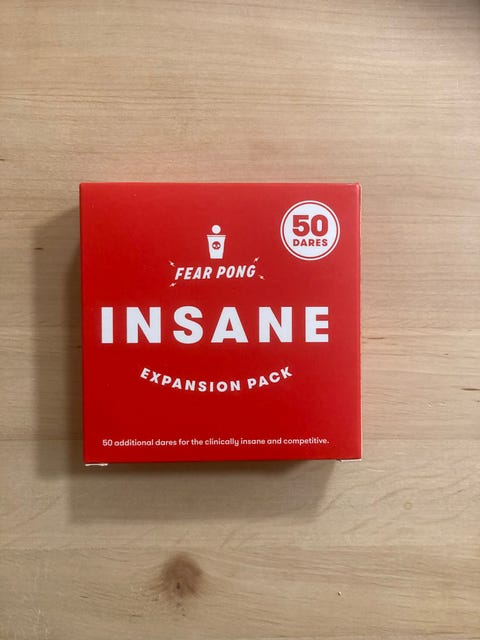 50
DARES
FEAR PONG
INSANE
EXPANSION PACK
50 additional dares for the clinically insane and competitive.